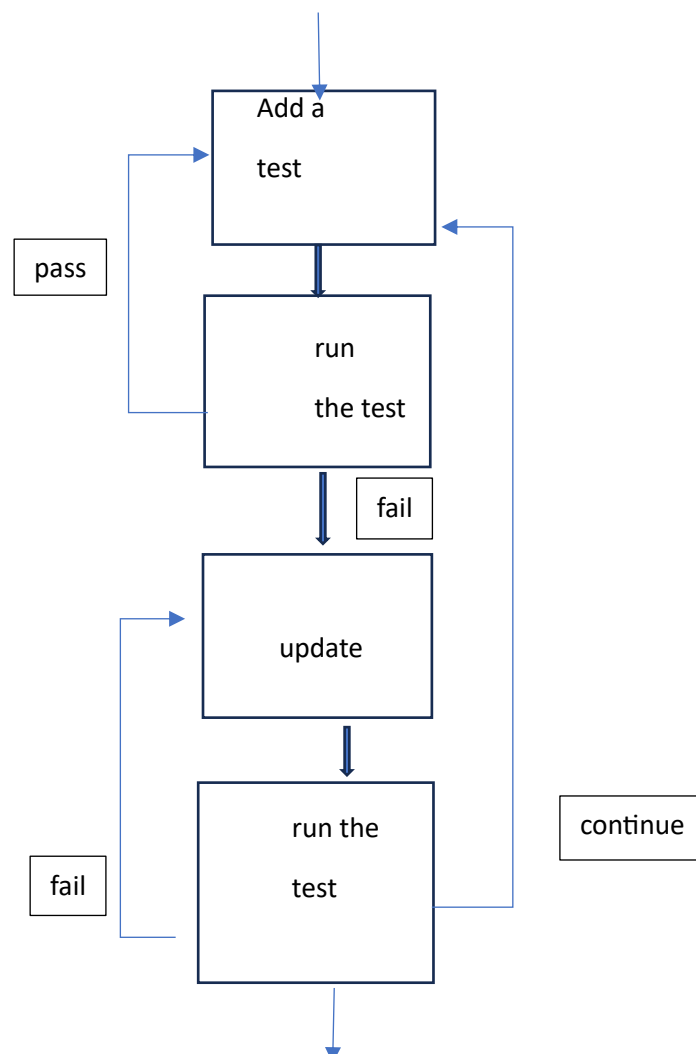 Add a
test
pass
run
the test
fail
update
run the
test
continue
fail